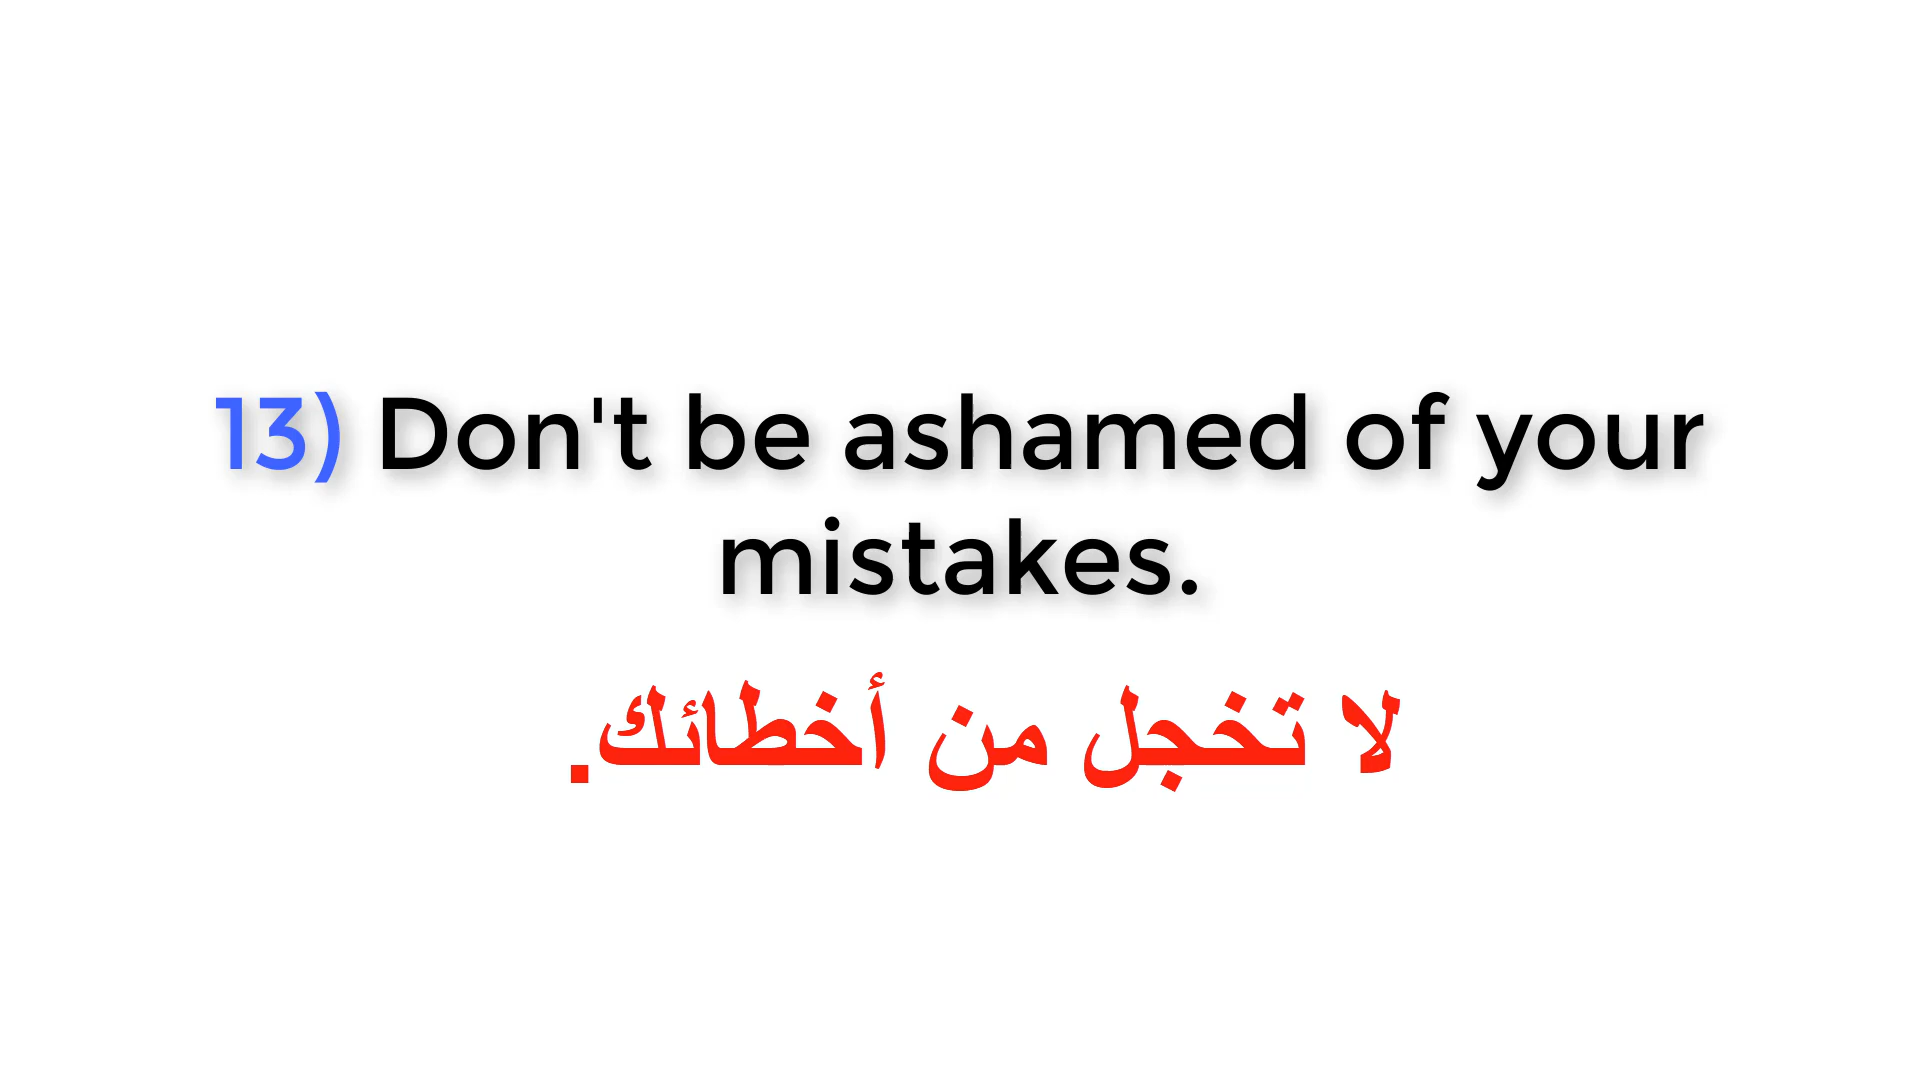 13) Don't be ashamed of your
mistakes.
لا تخجل من أخطائك.